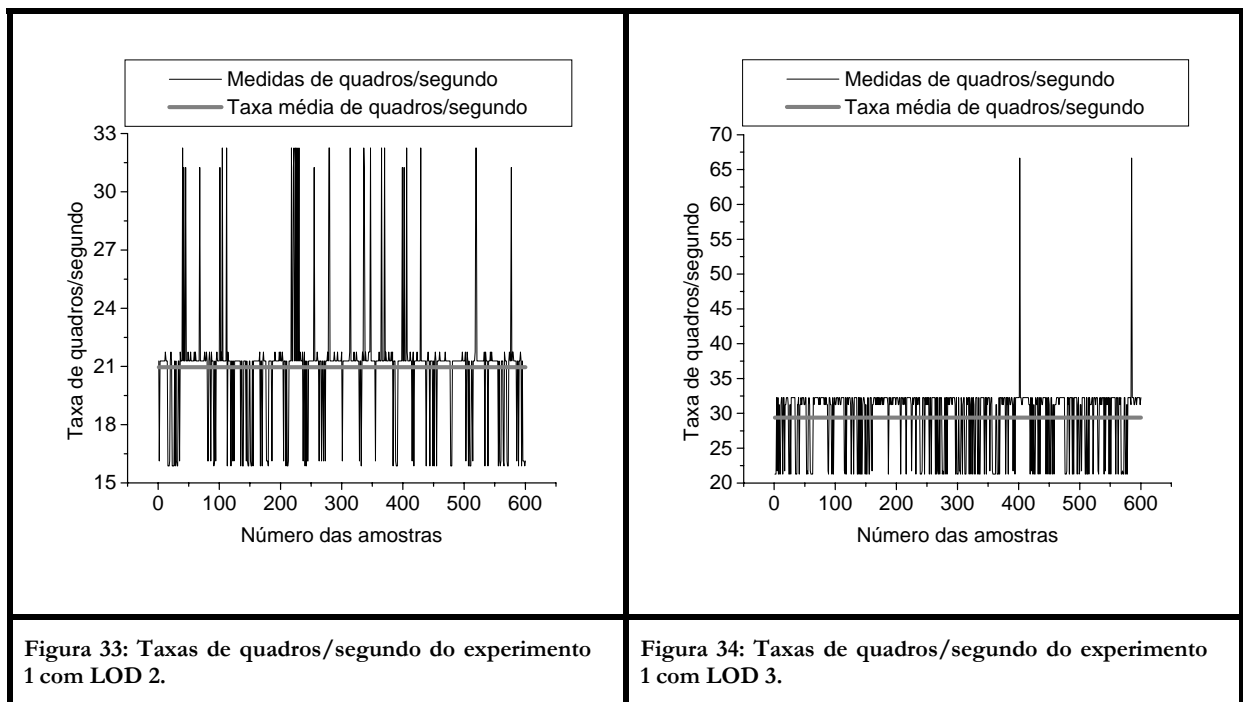 Medidas de quadros/segundo
Taxa média de quadros/segundo
33
30
27
24
21
18
15
Taxa de quadros/segundo
0 100 200 300 400 500 600
Número das amostras
Figura 33: Taxas de quadros/segundo do experimento
1 com LOD 2.
Medidas de quadros/segundo
Taxa média de quadros/segundo
70
65
60
55
50
45
40
35
30
25
20
Taxa de quadros/segundo
0 100 200 300 400 500 600
Número das amostras
Figura 34: Taxas de quadros/segundo do experimento
1 com LOD 3.